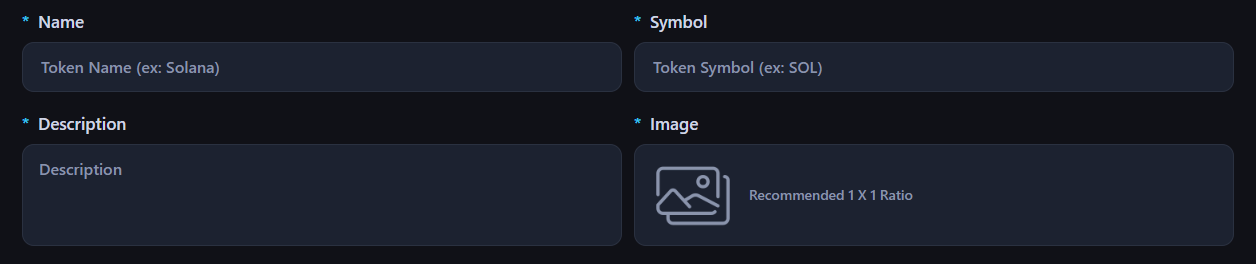 * Name
* Symbol
Token Name (ex: Solana)
Token Symbol (ex: SOL)
* Description
* Image
Description
Recommended 1 X 1 Ratio